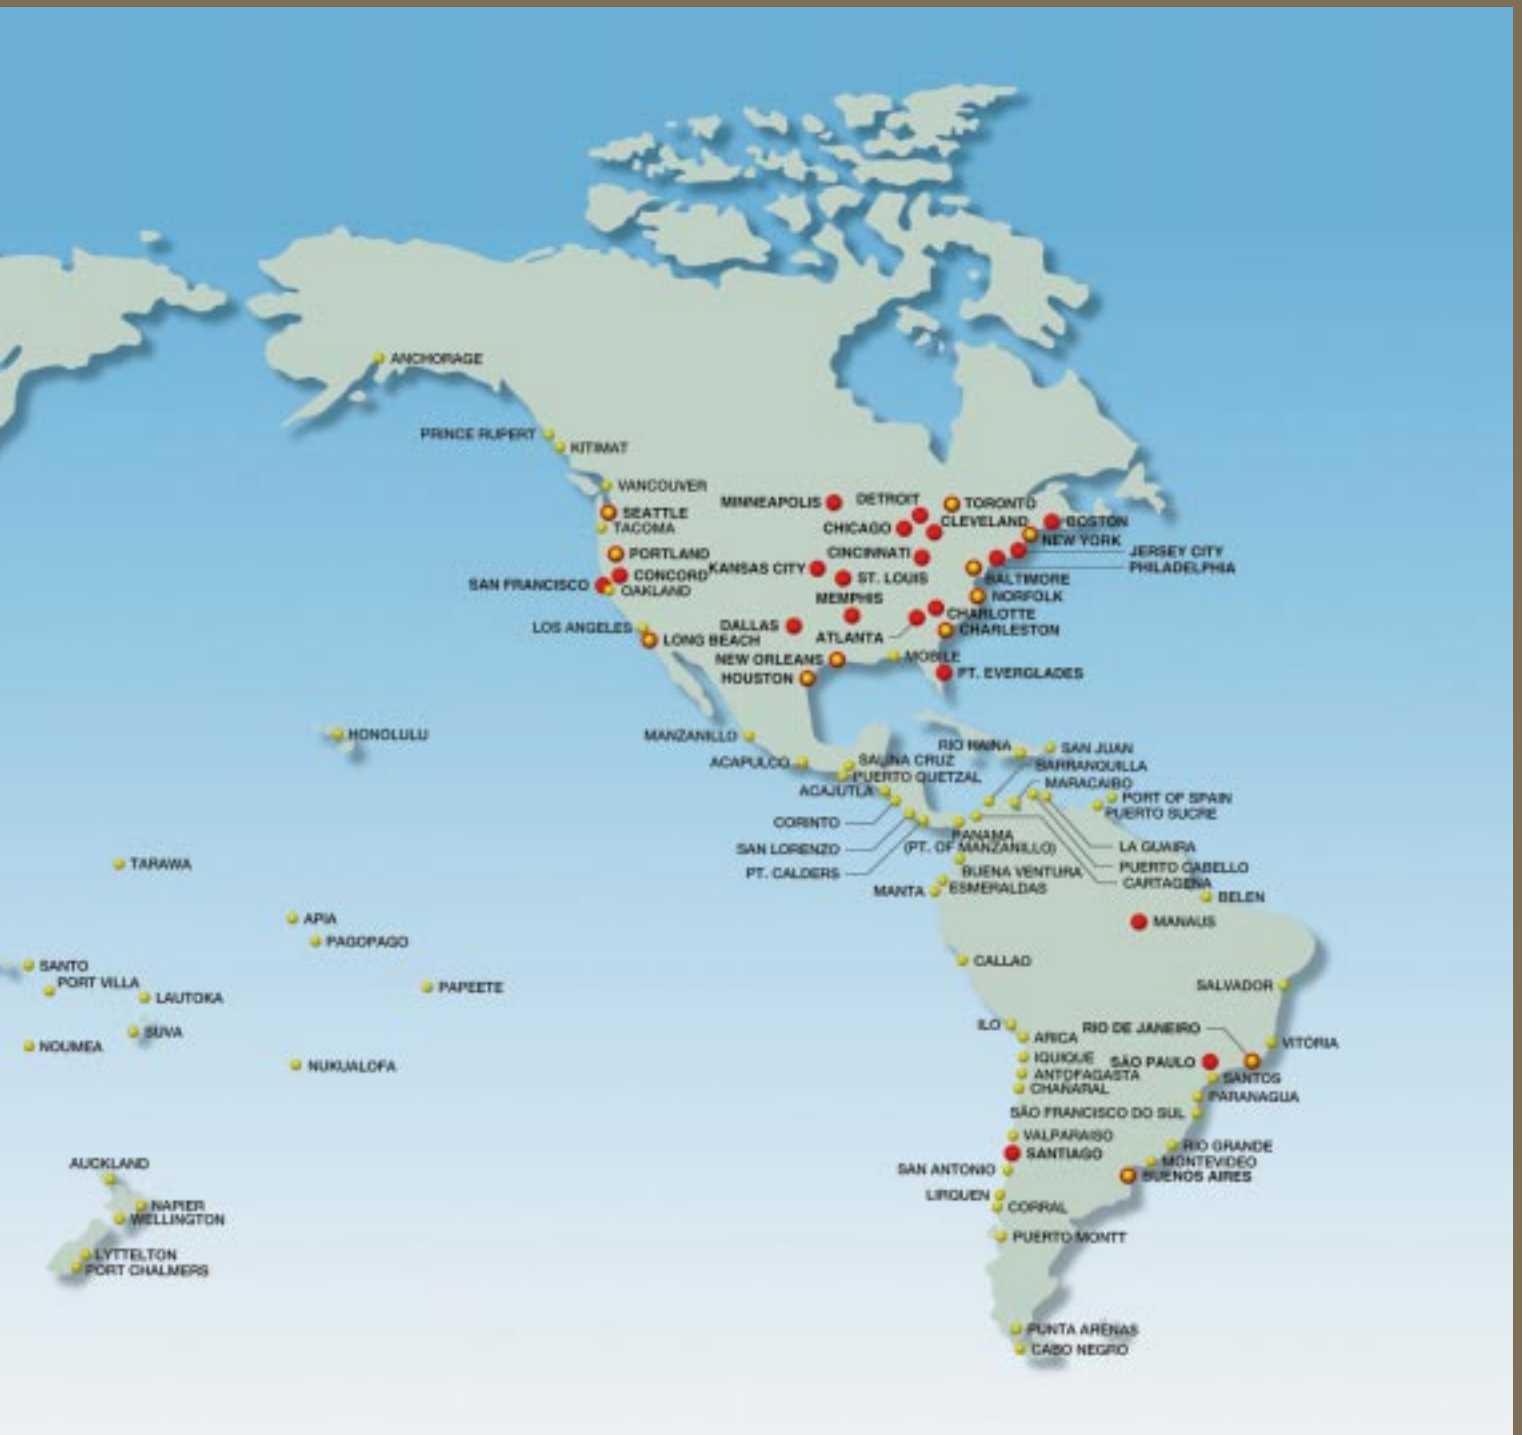 ANCHORAGE
PRINCE RUPERT
KITIMAT
VANCOUVER
SEATTLE
TACOMA
PORTLAND
CONCORD
SAN FRANCISCO
OAKLAND
LOS ANGELES
LONG BEACH
MINNEAPOLIS
DETROIT
TORONTO
CHICAGO
CLEVELAND
BOSTON
NEW YORK
CINCINNATI
JERSEY CITY
KANSAS CITY
PHILADELPHIA
ST. LOUIS
BALTIMORE
MEMPHIS
NORFOLK
CHARLOTTE
DALLAS
ATLANTA
CHARLESTON
NEW ORLEANS
MOBILE
HOUSTON
PT. EVERGLADES
HONOLULU
MANZANILLO
RIO HAINA
SAN JUAN
ACAPULCO
SALINA CRUZ
BARRANQUILLA
PUERTO QUETZAL
MARACAIBO
ACAJUTLA
PORT OF SPAIN
PUERTO SUCRE
CORINTO
PANAMA
(PT. OF MANZANILLO)
SAN LORENZO
LA GUAIRA
PT. CALDERS
BUENA VENTURA
PUERTO CABELLO
MANTA
ESMERALDAS
CARTAGENA
BELEN
TARAWA
APIA
MANAUS
PAGOPAGO
CALLAO
SANTO
PORT VILLA
PAPEETE
SALVADOR
LAUTOKA
SUVA
ILO
ARICA
RIO DE JANEIRO
NOUMEA
VITÓRIA
IQUIQUE
SÃO PAULO
NUKUALOFA
ANTOFAGASTA
SANTOS
CHAÑARAL
PARANAGUA
SÃO FRANCISCO DO SUL
VALPARAISO
RIO GRANDE
SANTIAGO
MONTEVIDEO
AUCKLAND
SAN ANTONIO
BUENOS AIRES
LIRQUEN
NAPIER
CORRAL
WELLINGTON
PUERTO MONTT
LYTTELTON
PORT CHALMERS
PUNTA ARENAS
CABO NEGRO